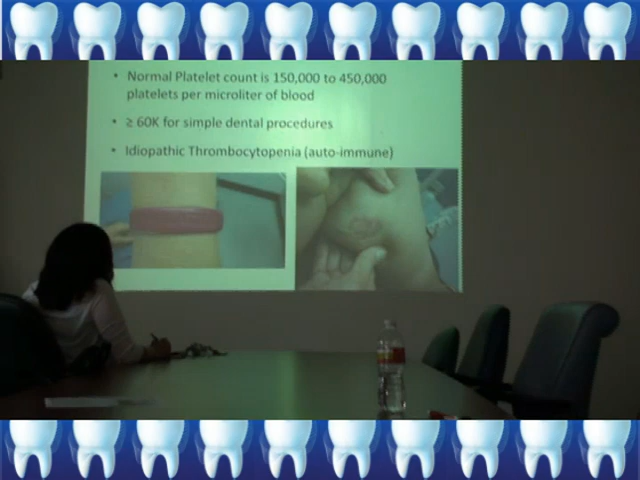 • Normal Platelet count is 150,000 to 450,000
platelets per microliter of blood
• ≥ 60K for simple dental procedures
• Idiopathic Thrombocytopenia (auto-immune)